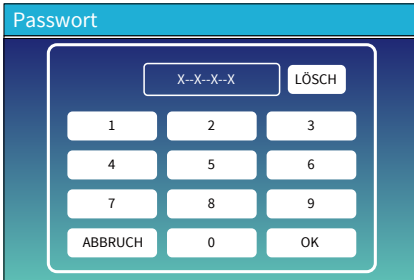 Passwort
X--X--X--X LÖSCH
1 2 3
4 5 6
7 8 9
ABBRUCH 0 OK